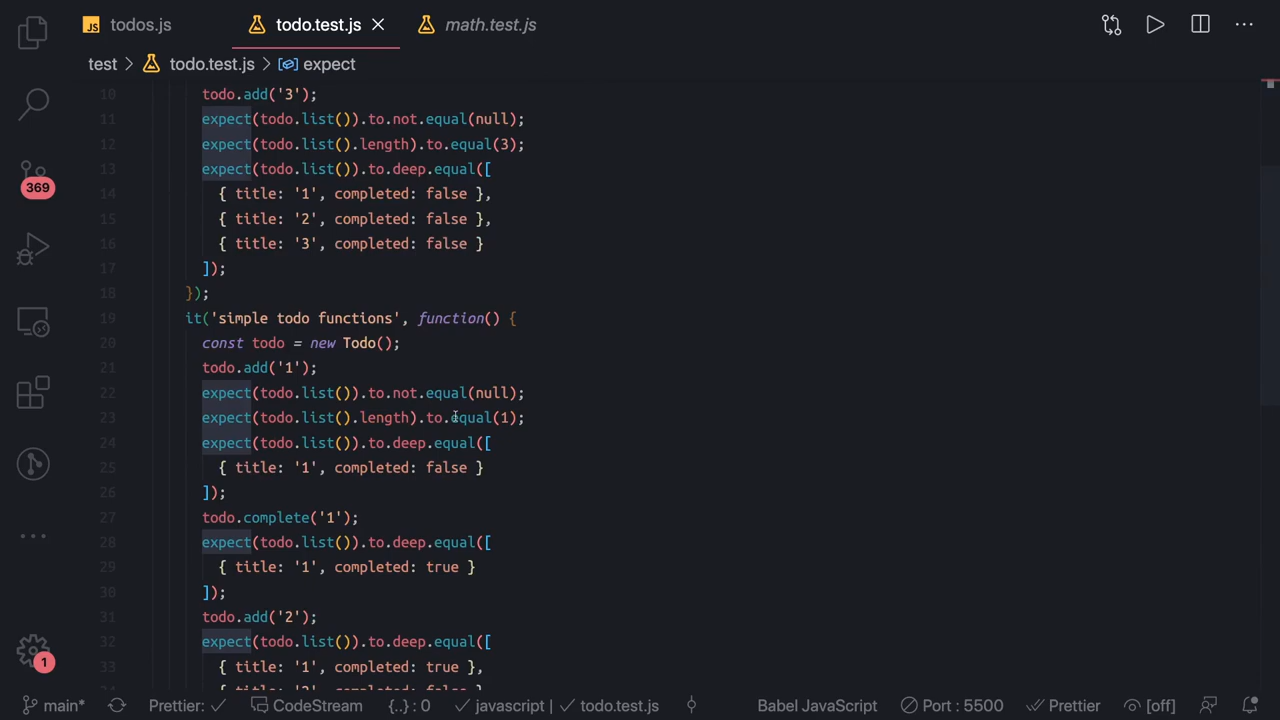 JS todos.js todo.test.js math.test.js
test > todo.test.js > expect
10 todo.add('3');
11 expect(todo.list()).to.not.equal(null);
12 expect(todo.list().length).to.equal(3);
13 expect(todo.list()).to.deep.equal([
14 { title: '1', completed: false },
15 { title: '2', completed: false },
16 { title: '3', completed: false }
17 ]);
18 });
19 it('simple todo functions', function() {
20 const todo = new Todo();
21 todo.add('1');
22 expect(todo.list()).to.not.equal(null);
23 expect(todo.list().length).to.equal(1);
24 expect(todo.list()).to.deep.equal([
25 { title: '1', completed: false }
26 ]);
27 todo.complete('1');
28 expect(todo.list()).to.deep.equal([
29 { title: '1', completed: true }
30 ]);
31 todo.add('2');
32 expect(todo.list()).to.deep.equal([
33 { title: '1', completed: true },
369
1
main* Prettier: ✓ CodeStream {..} : 0 ✓ javascript | ✓ todo.test.js Babel JavaScript Port : 5500 Prettier [off]